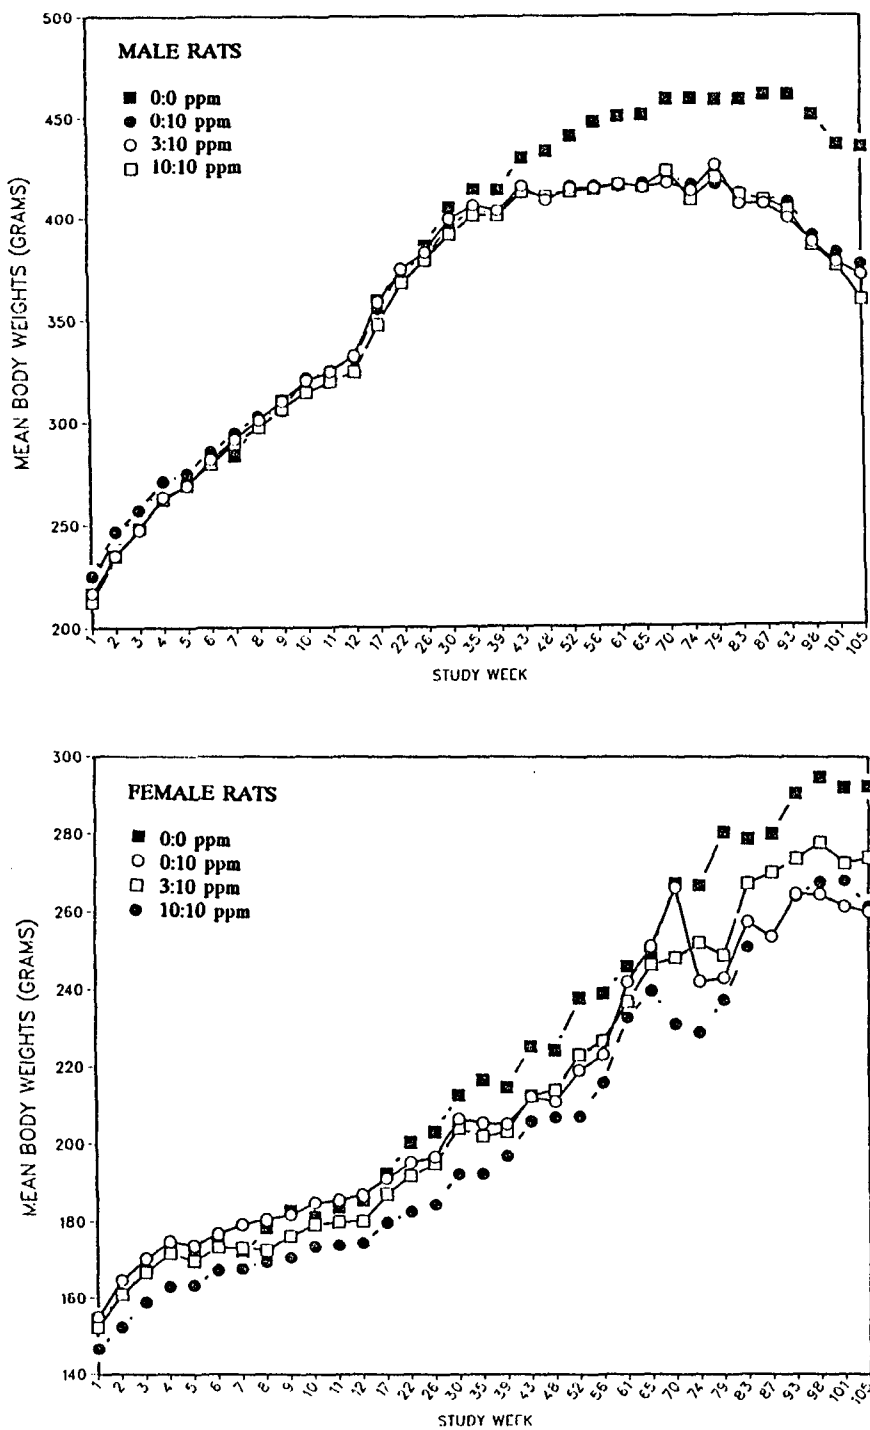 500
450
400
350
300
250
200
MEAN BODY WEIGHTS (GRAMS)
MALE RATS
0:0 ppm
0:10 ppm
3:10 ppm
10:10 ppm
1 2 3 4 5 6 7 8 9 10 11 12 17 22 26 30 35 39 43 48 52 56 61 65 70 74 79 83 87 93 98 101 105
STUDY WEEK
300
280
260
240
220
200
180
160
140
MEAN BODY WEIGHTS (GRAMS)
FEMALE RATS
0:0 ppm
0:10 ppm
3:10 ppm
10:10 ppm
1 2 3 4 5 6 7 8 9 10 11 12 17 22 26 30 35 39 43 48 52 56 61 65 70 74 79 83 87 93 98 101 105
STUDY WEEK